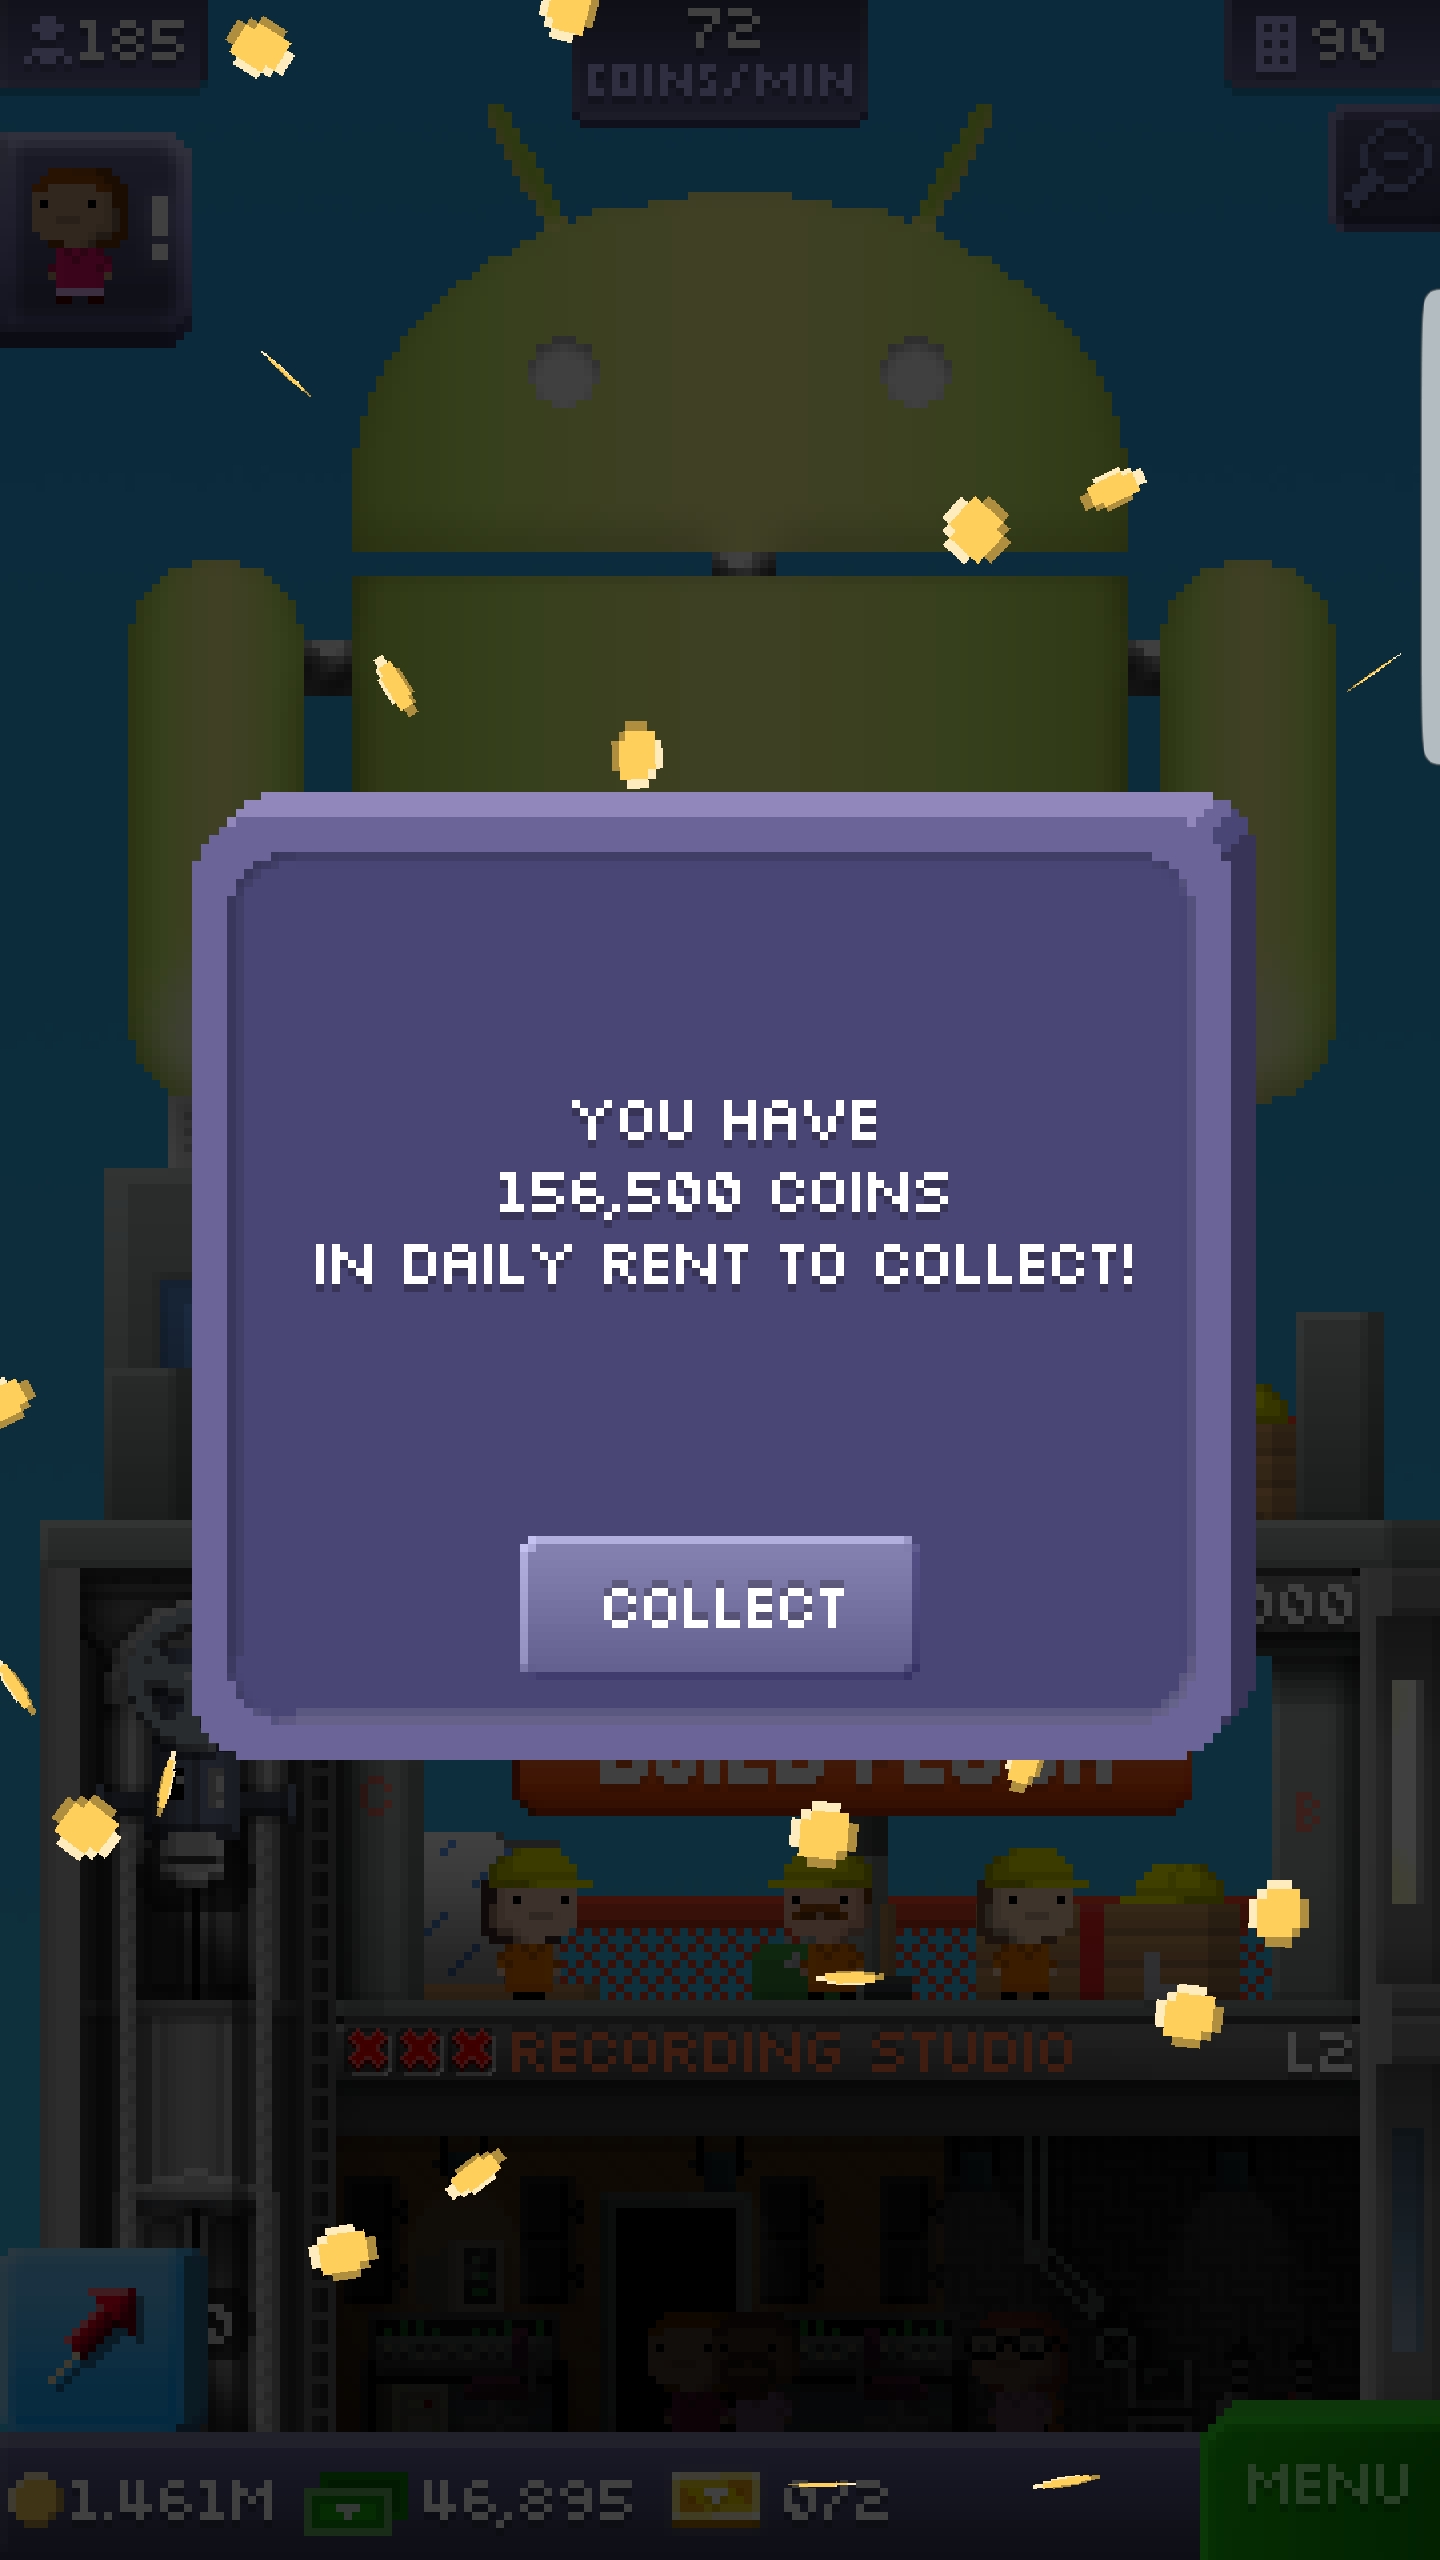 185
72
COINS/MIN
90
!
YOU HAVE
156,500 COINS
IN DAILY RENT TO COLLECT!
COLLECT
000
C
B
RECORDING STUDIO
L2
1.461M
46,895
072
MENU